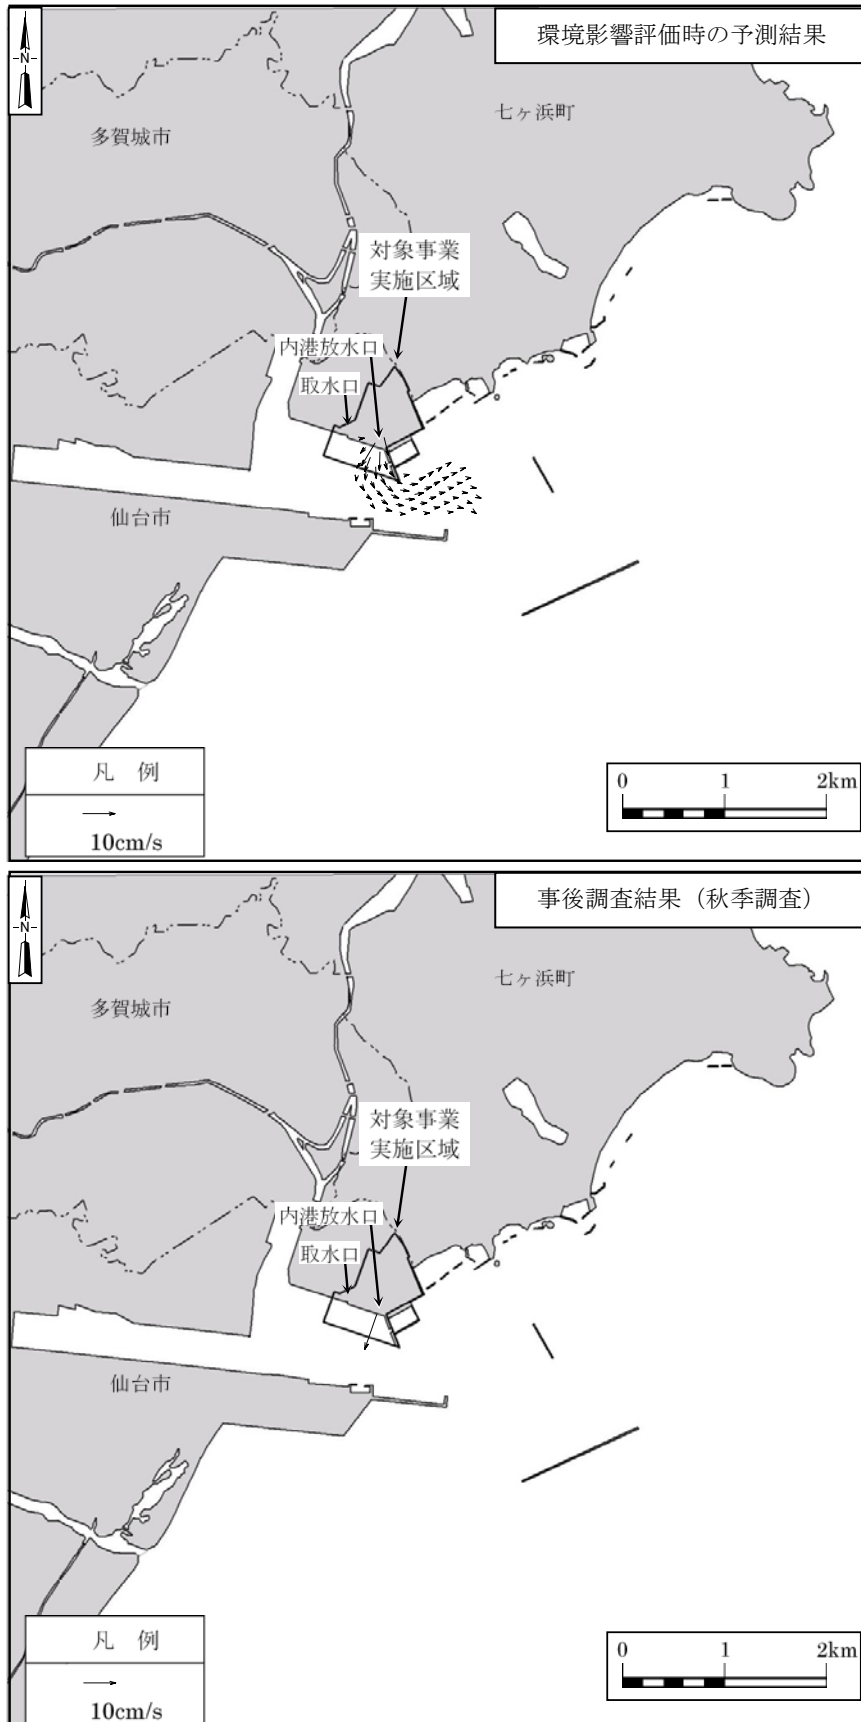 環境影響評価時の予測結果
N
七ヶ浜町
多賀城市
対象事業
実施区域
内港放水口
取水口
仙台市
凡 例
10cm/s
0 1 2km
事後調査結果（秋季調査）
N
七ヶ浜町
多賀城市
対象事業
実施区域
内港放水口
取水口
仙台市
凡 例
10cm/s
0 1 2km